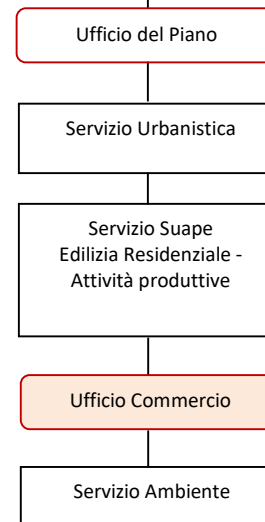 Ufficio del Piano
Servizio Urbanistica
Servizio Suape
Edilizia Residenziale -
Attività produttive
Ufficio Commercio
Servizio Ambiente